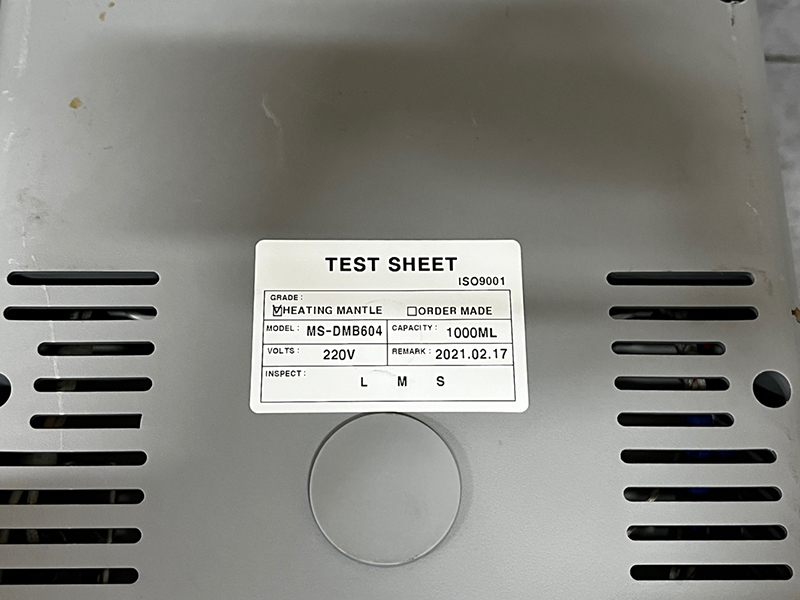 TEST SHEET
ISO9001
GRADE:
☑HEATING MANTLE ☐ORDER MADE
MODEL: MS-DMB604 CAPACITY: 1000ML
VOLTS: 220V REMARK: 2021.02.17
INSPECT:
L M S